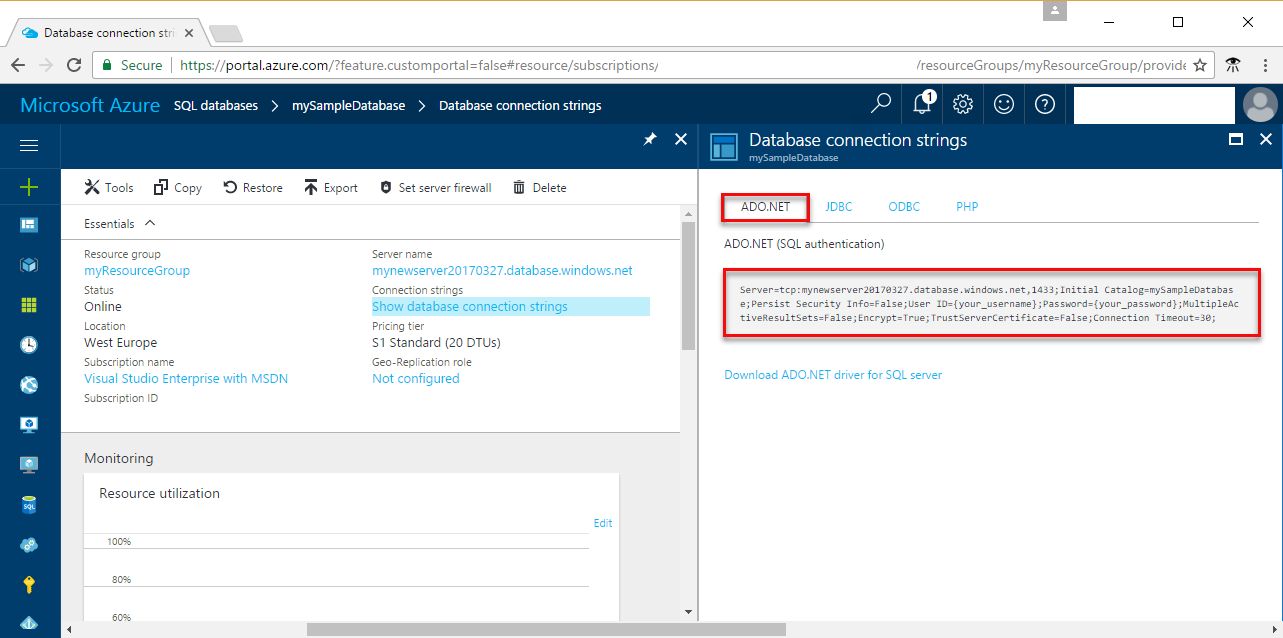 Database connection stri
Secure
https://portal.azure.com/?feature.customportal=false#resource/subscriptions/
/resourceGroups/myResourceGroup/provide
Microsoft Azure
SQL databases
mySampleDatabase
Database connection strings
1
Database connection strings
mySampleDatabase
Tools
Copy
Restore
Export
Set server firewall
Delete
Essentials
Resource group
myResourceGroup
Status
Online
Location
West Europe
Subscription name
Visual Studio Enterprise with MSDN
Subscription ID
Server name
mynewserver20170327.database.windows.net
Connection strings
Show database connection strings
Pricing tier
S1 Standard (20 DTUs)
Geo-Replication role
Not configured
Monitoring
Resource utilization
Edit
100%
80%
60%
SQL
ADO.NET
JDBC
ODBC
PHP
ADO.NET (SQL authentication)
Server=tcp:mynewserver20170327.database.windows.net,1433;Initial Catalog=mySampleDatabas
e;Persist Security Info=False;User ID={your_username};Password={your_password};MultipleAc
tiveResultSets=False;Encrypt=True;TrustServerCertificate=False;Connection Timeout=30;
Download ADO.NET driver for SQL server